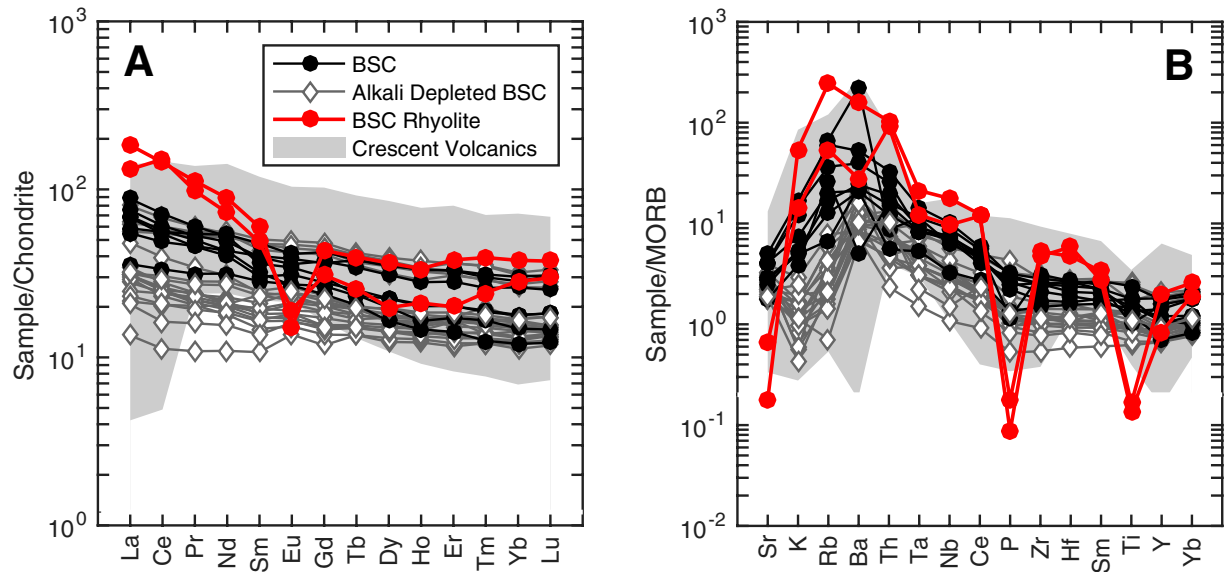 A
BSC
Alkali Depleted BSC
BSC Rhyolite
Crescent Volcanics
Sample/Chondrite
10³
10²
10¹
10⁰
La Ce Pr Nd Sm Eu Gd Tb Dy Ho Er Tm Yb Lu
B
Sample/MORB
10³
10²
10¹
10⁰
10⁻¹
10⁻²
Sr K Rb Ba Th Ta Nb Ce P Zr Hf Sm Ti Y Yb